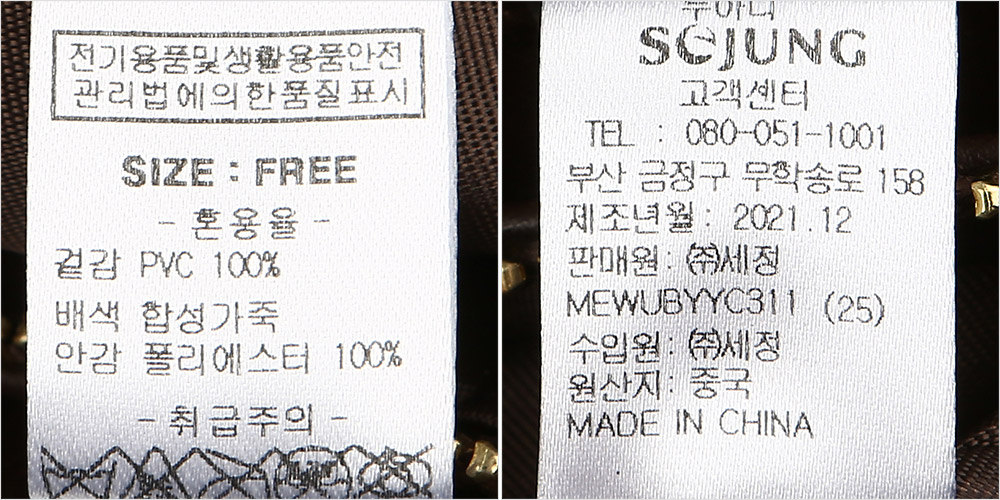 전기용품및생활용품안전
관리법에의한품질표시
SIZE : FREE
- 혼용율 -
겉감 PVC 100%
배색 합성가죽
안감 폴리에스터 100%
- 취급주의 -
SOJUNG
고객센터
TEL : 080-051-1001
부산 금정구 무학송로 158
제조년월 : 2021.12
판매원 : ㈜세정
MEWUBYYC311 (25)
수입원 : ㈜세정
원산지: 중국
MADE IN CHINA